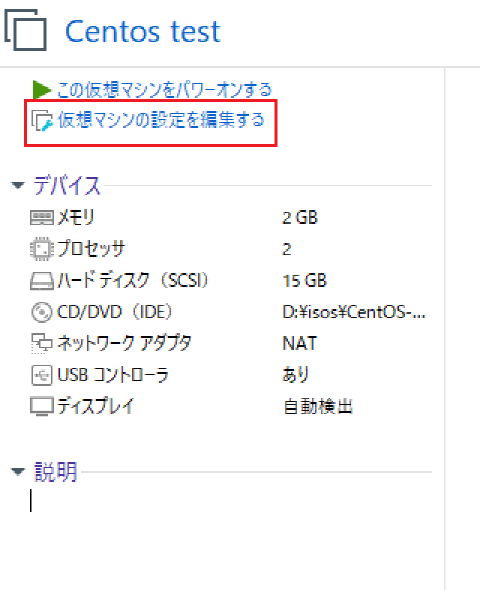 Centos test
この仮想マシンをパワーオンする
仮想マシンの設定を編集する
デバイス
メモリ 2 GB
プロセッサ 2
ハード ディスク（SCSI） 15 GB
CD/DVD（IDE） D:¥isos¥CentOS-...
ネットワーク アダプタ NAT
USB コントローラ あり
ディスプレイ 自動検出
説明